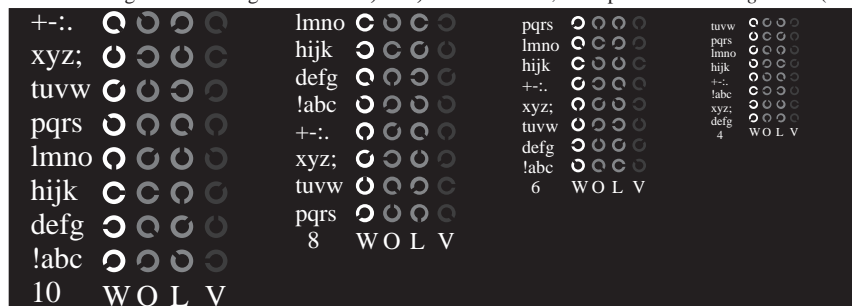 +-:.
xyz;
tuvw
pqrs
lmno
hijk
defg
!abc
10 W O L V
lmno
hijk
defg
!abc
+-:.
xyz;
tuvw
pqrs
8 W O L V
pqrs
lmno
hijk
+-:.
xyz;
tuvw
defg
!abc
6 W O L V
tuvw
pqrs
lmno
hijk
+-:.
!abc
xyz;
defg
4 W O L V